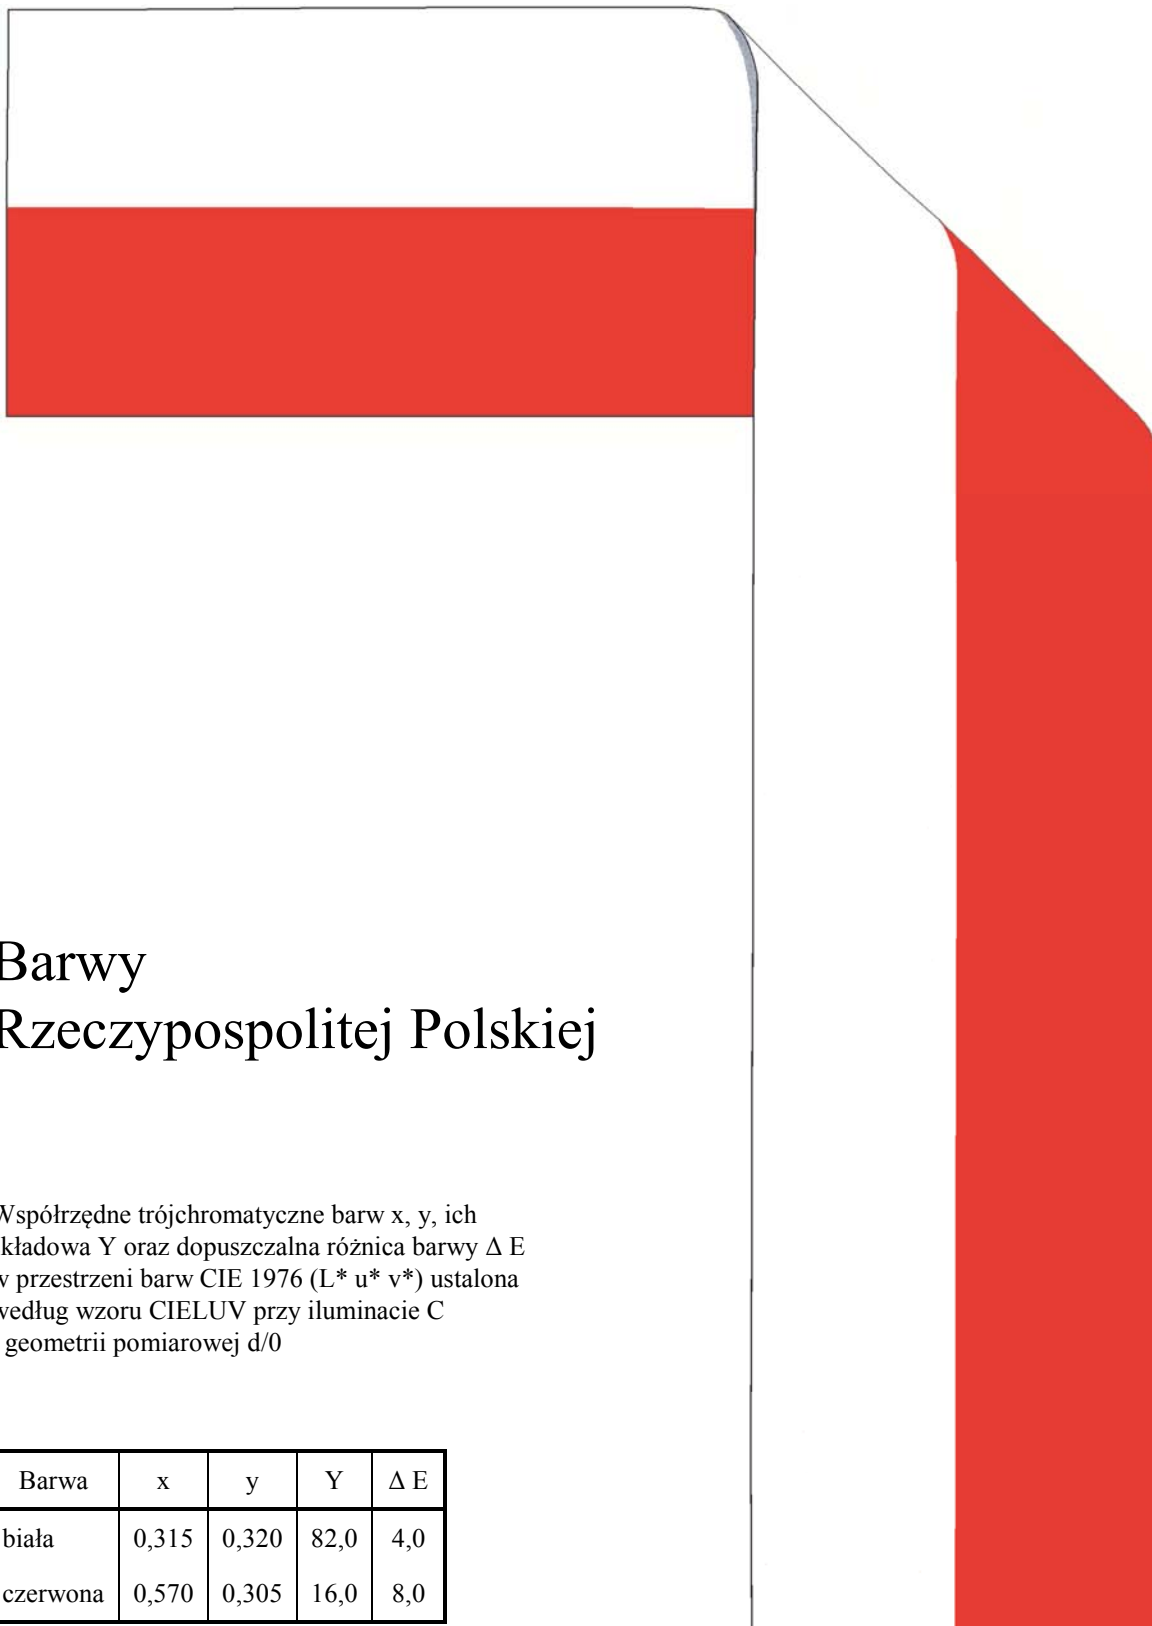 Barwy
Rzeczypospolitej Polskiej
Współrzędne trójchromatyczne barw x, y, ich
kładowa Y oraz dopuszczalna różnica barwy Δ E
w przestrzeni barw CIE 1976 (L* u* v*) ustalona
według wzoru CIELUV przy iluminacie C
geometrii pomiarowej d/0
Barwa x y Y Δ E
biała 0,315 0,320 82,0 4,0
czerwona 0,570 0,305 16,0 8,0